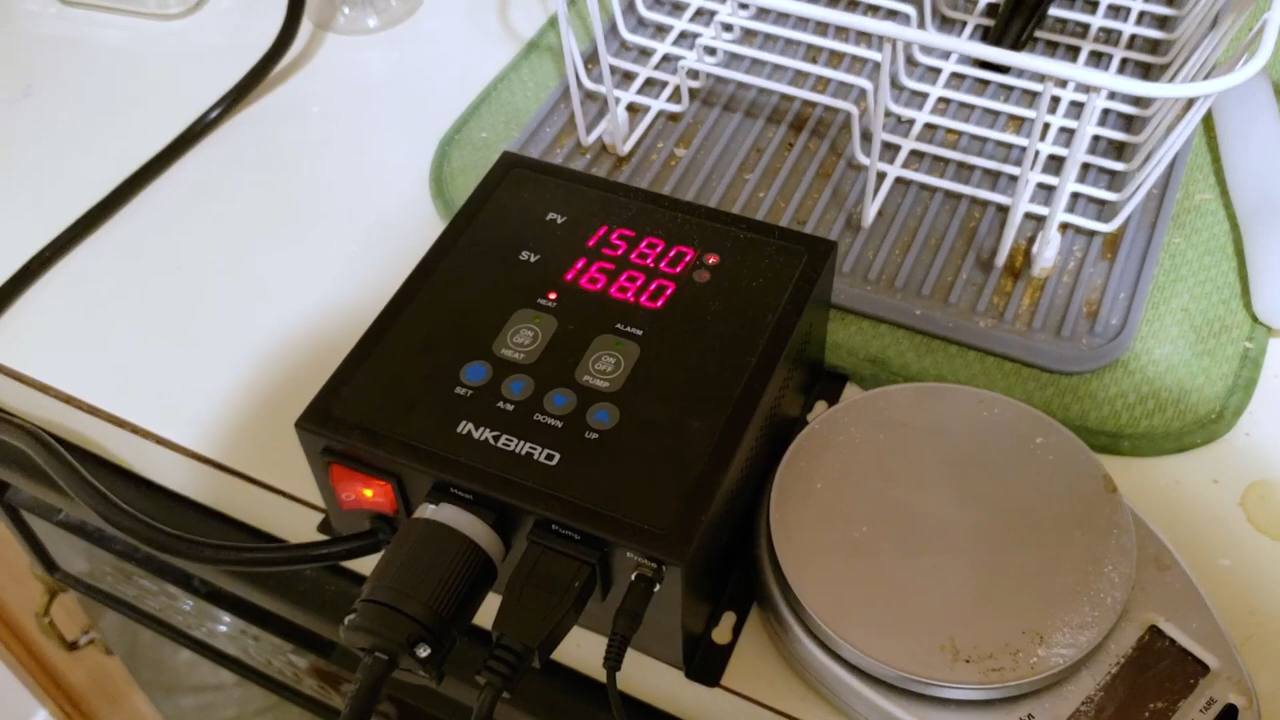 PV 158.0 F
SV 168.0
HEAT
ALARM
ON OFF
HEAT
ON OFF
PUMP
SET A/M DOWN UP
INKBIRD
Heat
Pump
Probe
TARE